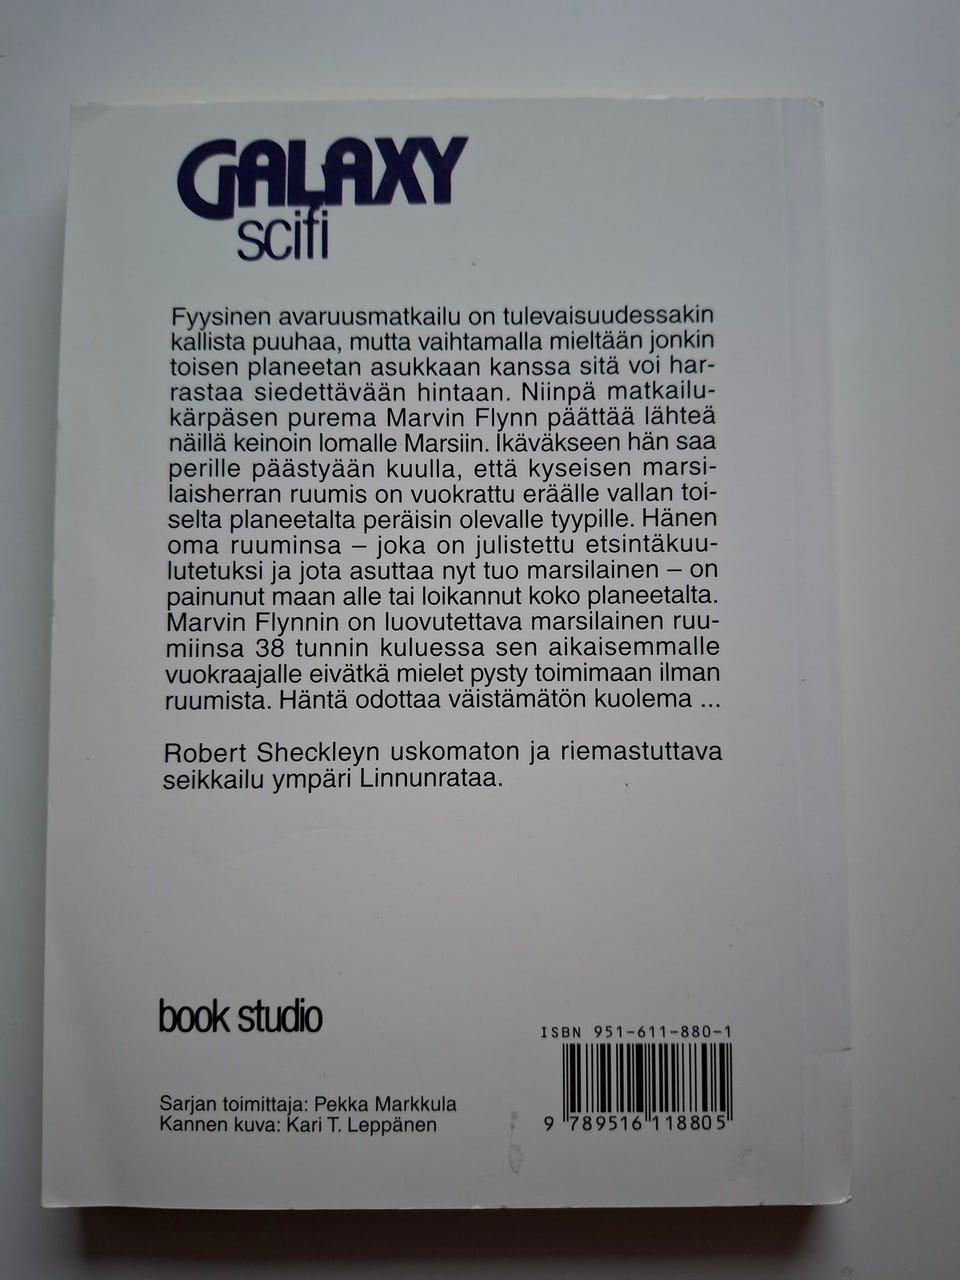 GALAXY
scifi
Fyysinen avaruusmatkailu on tulevaisuudessakin
kallista puuhaa, mutta vaihtamalla mieltään jonkin
toisen planeetan asukkaan kanssa sitä voi har-
rastaa siedettävään hintaan. Niinpä matkailu-
kärpäsen purema Marvin Flynn päättää lähteä
näillä keinoin lomalle Marsiin. Ikäväkseen hän saa
perille päästyään kuulla, että kyseisen marsi-
laisherran ruumis on vuokrattu eräälle vallan toi-
selta planeetalta peräisin olevalle tyypille. Hänen
oma ruuminsa – joka on julistettu etsintäkuu-
lutetuksi ja jota asuttaa nyt tuo marsilainen – on
painunut maan alle tai loikannut koko planeetalta.
Marvin Flynnin on luovutettava marsilainen ruu-
miinsa 38 tunnin kuluessa sen aikaisemmalle
vuokraajalle eivätkä mielet pysty toimimaan ilman
ruumista. Häntä odottaa väistämätön kuolema ...
Robert Sheckleyn uskomaton ja riemastuttava
seikkailu ympäri Linnunrataa.
book studio
Sarjan toimittaja: Pekka Markkula
Kannen kuva: Kari T. Leppänen
ISBN 951-611-880-1
9 789516 118805